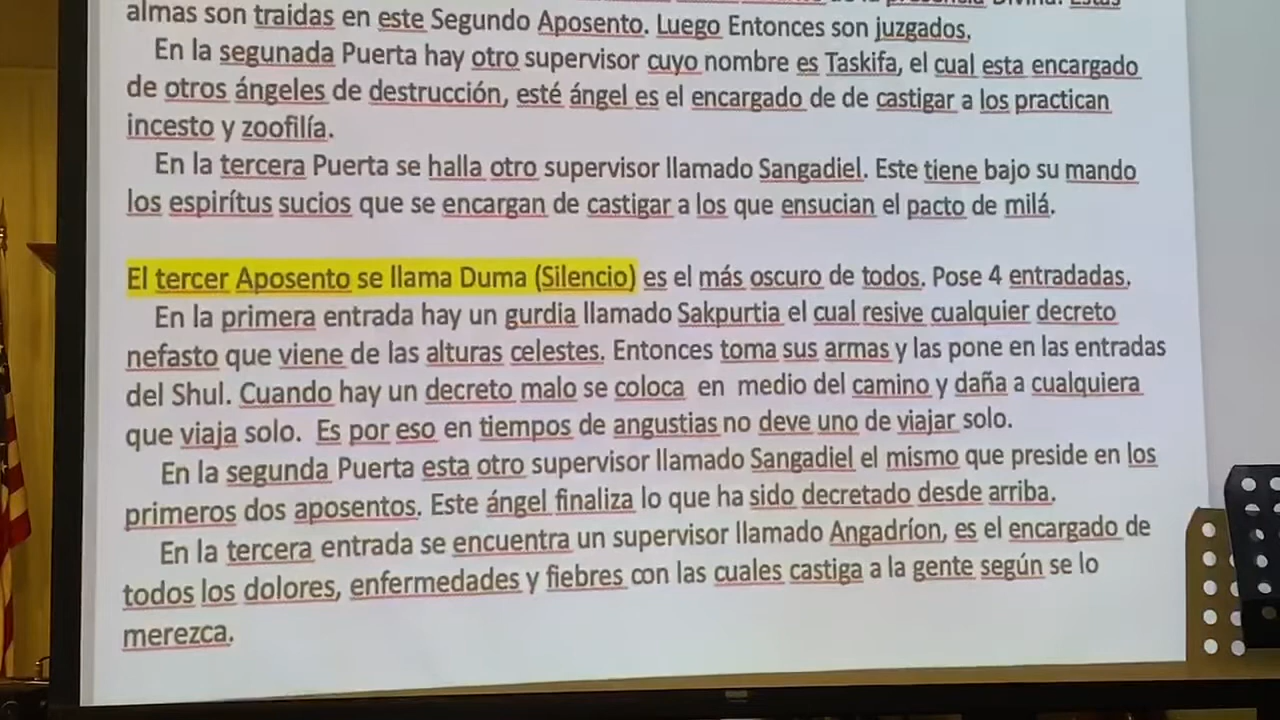 almas son traidas en este Segundo Aposento. Luego Entonces son juzgados.
En la segunada Puerta hay otro supervisor cuyo nombre es Taskifa, el cual esta encargado
de otros ángeles de destrucción, esté ángel es el encargado de de castigar a los practican
incesto y zoofilía.
En la tercera Puerta se halla otro supervisor llamado Sangadiel. Este tiene bajo su mando
los espirítus sucios que se encargan de castigar a los que ensucian el pacto de milá.
El tercer Aposento se llama Duma (Silencio) es el más oscuro de todos. Pose 4 entradadas.
En la primera entrada hay un gurdia llamado Sakpurtia el cual resive cualquier decreto
nefasto que viene de las alturas celestes. Entonces toma sus armas y las pone en las entradas
del Shul. Cuando hay un decreto malo se coloca en medio del camino y daña a cualquiera
que viaja solo. Es por eso en tiempos de angustias no deve uno de viajar solo.
En la segunda Puerta esta otro supervisor llamado Sangadiel el mismo que preside en los
primeros dos aposentos. Este ángel finaliza lo que ha sido decretado desde arriba.
En la tercera entrada se encuentra un supervisor llamado Angadríon, es el encargado de
todos los dolores, enfermedades y fiebres con las cuales castiga a la gente según se lo
merezca.